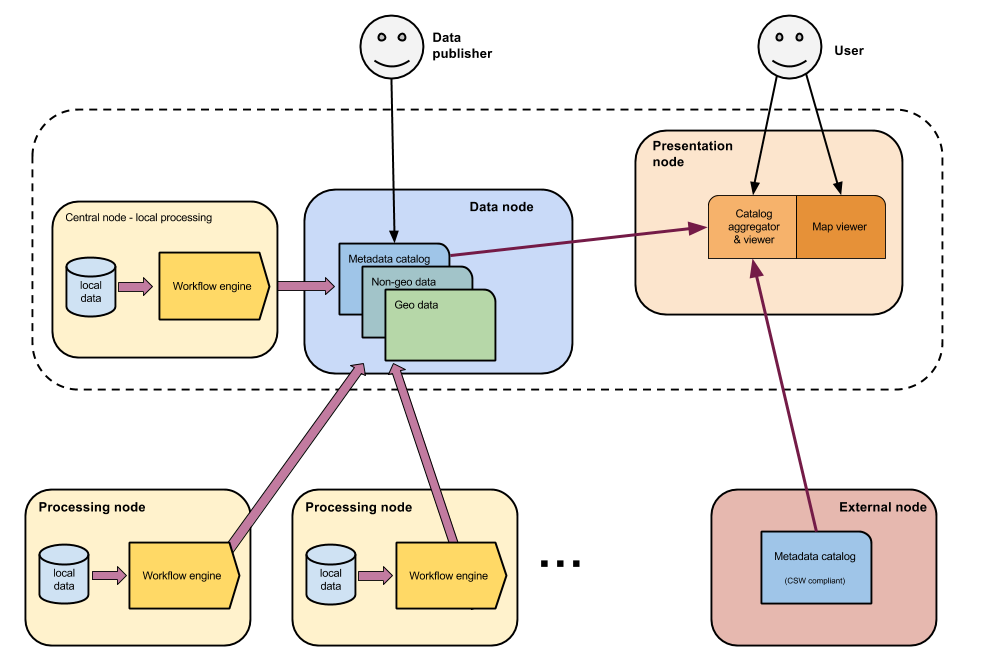 Data
publisher
User
Presentation
node
Catalog
aggregator
& viewer
Map viewer
Central node - local processing
local
data
Workflow engine
Data node
Metadata catalog
Non-geo data
Geo data
Processing node
local
data
Workflow engine
Processing node
local
data
Workflow engine
...
External node
Metadata catalog
(CSW compliant)